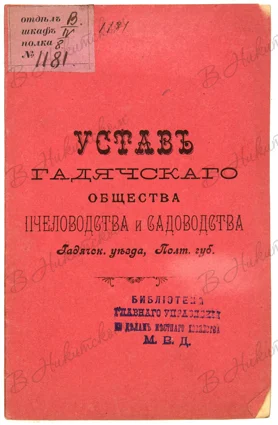 отдѣлъ В.
шкафъ IV
полка 8.
№ 1181
1181
УСТАВЪ
ГАДЯЧСКАГО
ОБЩЕСТВА
ПЧЕЛОВОДСТВА и САДОВОДСТВА
Гадячск. уѣзда, Полт. губ.
БИБЛІОТЕКА
ГЛАВНАГО УПРАВЛЕНІЯ
ПО ДѢЛАМЪ МѢСТНАГО ХОЗЯЙСТВА
М. В. Д.